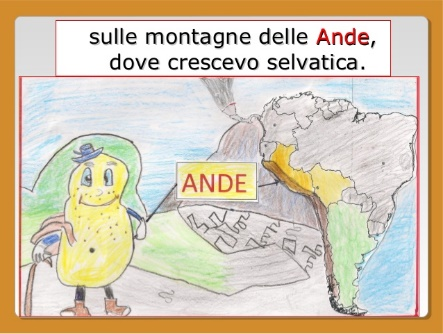 sulle montagne delle Ande,
dove crescevo selvatica.
ANDE